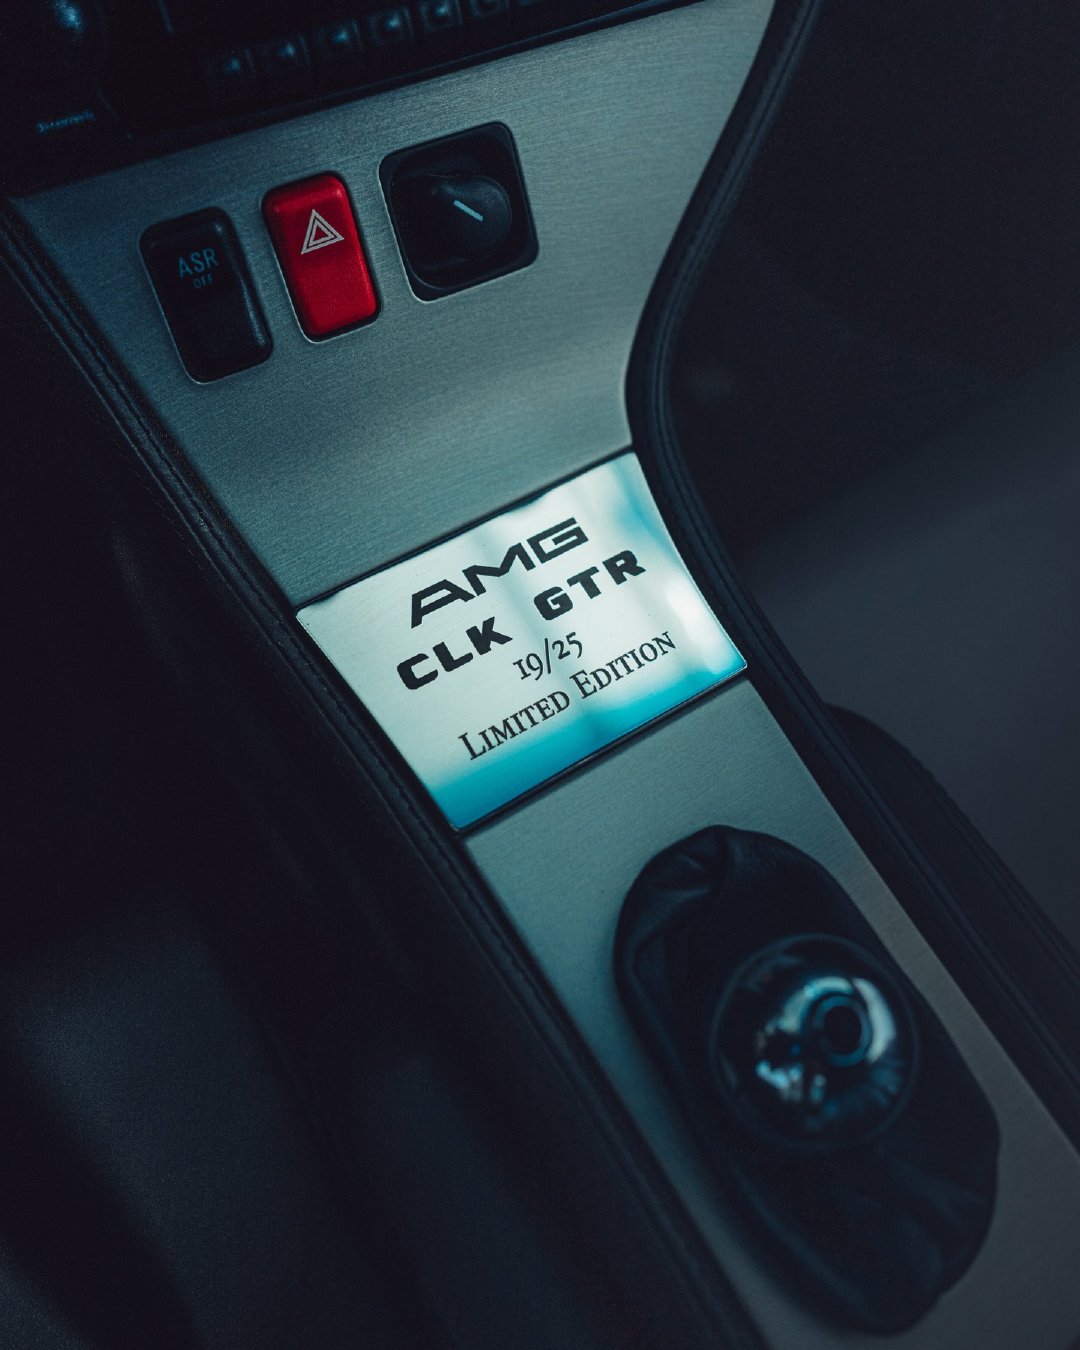 ASR
OFF
AMG
CLK GTR
19/25
LIMITED EDITION